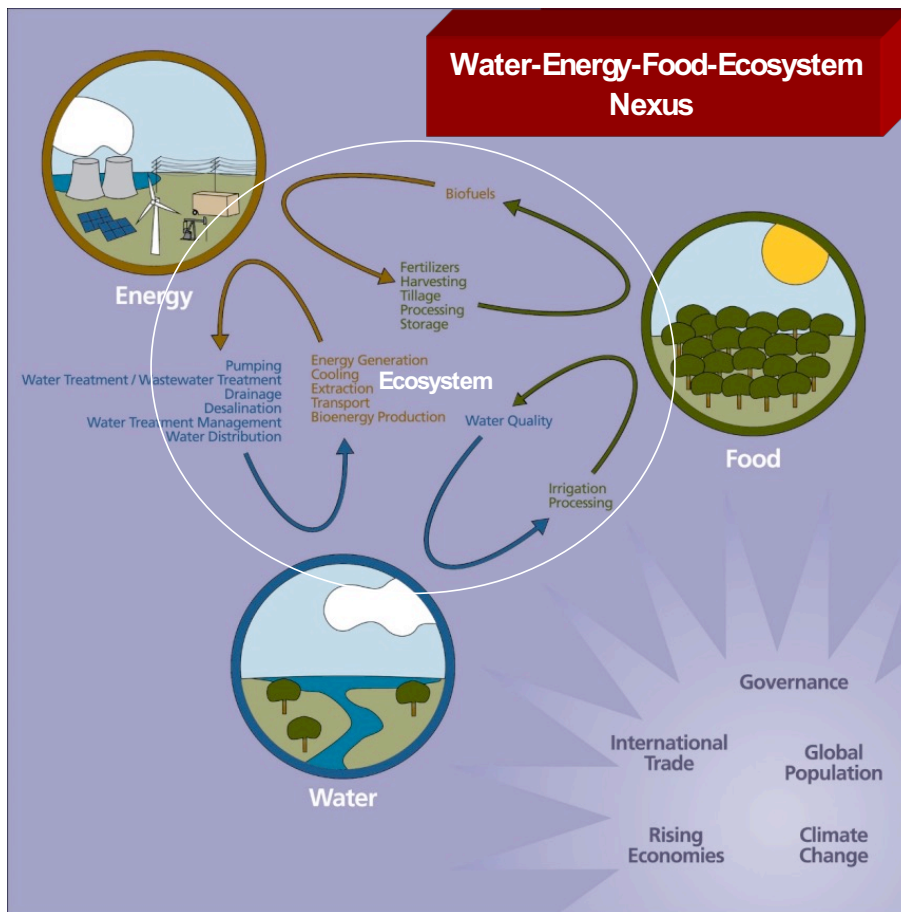 Water-Energy-Food-Ecosystem
Nexus
Biofuels
Fertilizers
Harvesting
Tillage
Processing
Storage
Energy
Pumping
Water Treatment / Wastewater Treatment
Drainage
Desalination
Water Treatment Management
Water Distribution
Energy Generation
Cooling
Extraction
Transport
Bioenergy Production
Ecosystem
Water Quality
Food
Irrigation
Processing
Water
Governance
International
Trade
Global
Population
Rising
Economies
Climate
Change